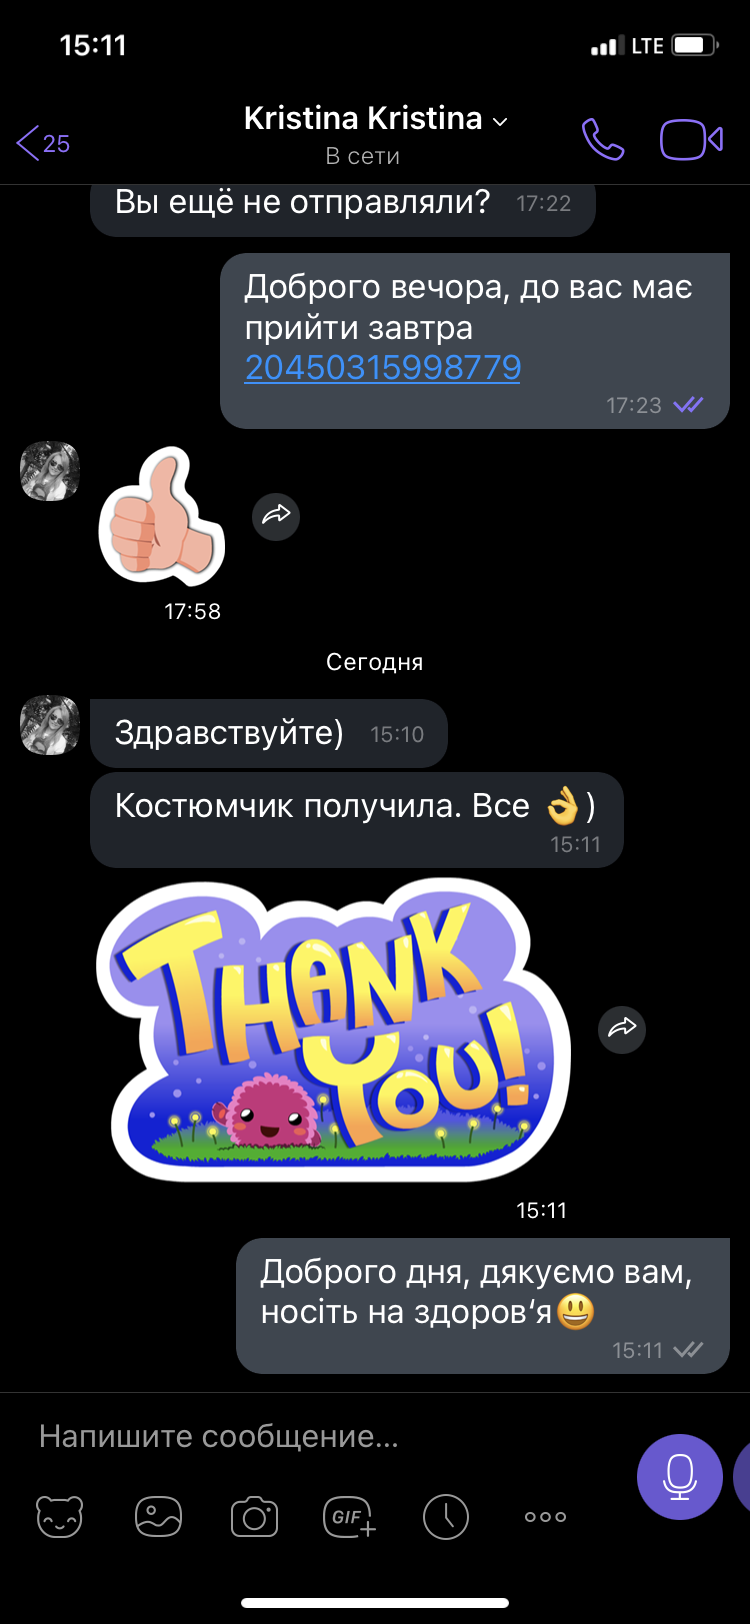 15:11
LTE
25
Kristina Kristina
В сети
Вы ещё не отправляли? 17:22
Доброго вечора, до вас має
прийти завтра
20450315998779
17:23
17:58
Сегодня
Здравствуйте) 15:10
Костюмчик получила. Все 👌)
15:11
THANK
YOU!
15:11
Доброго дня, дякуємо вам,
носіть на здоров‘я😃
15:11
Напишите сообщение...
GIF